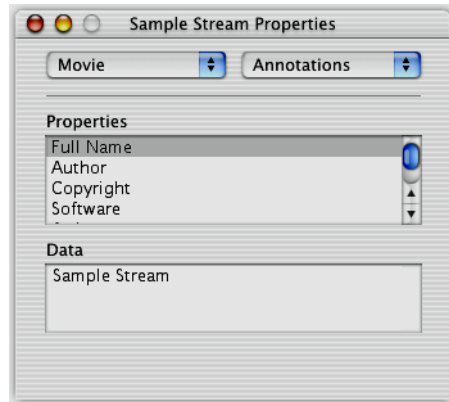 Sample Stream Properties
Movie Annotations
Properties
Full Name
Author
Copyright
Software
Data
Sample Stream